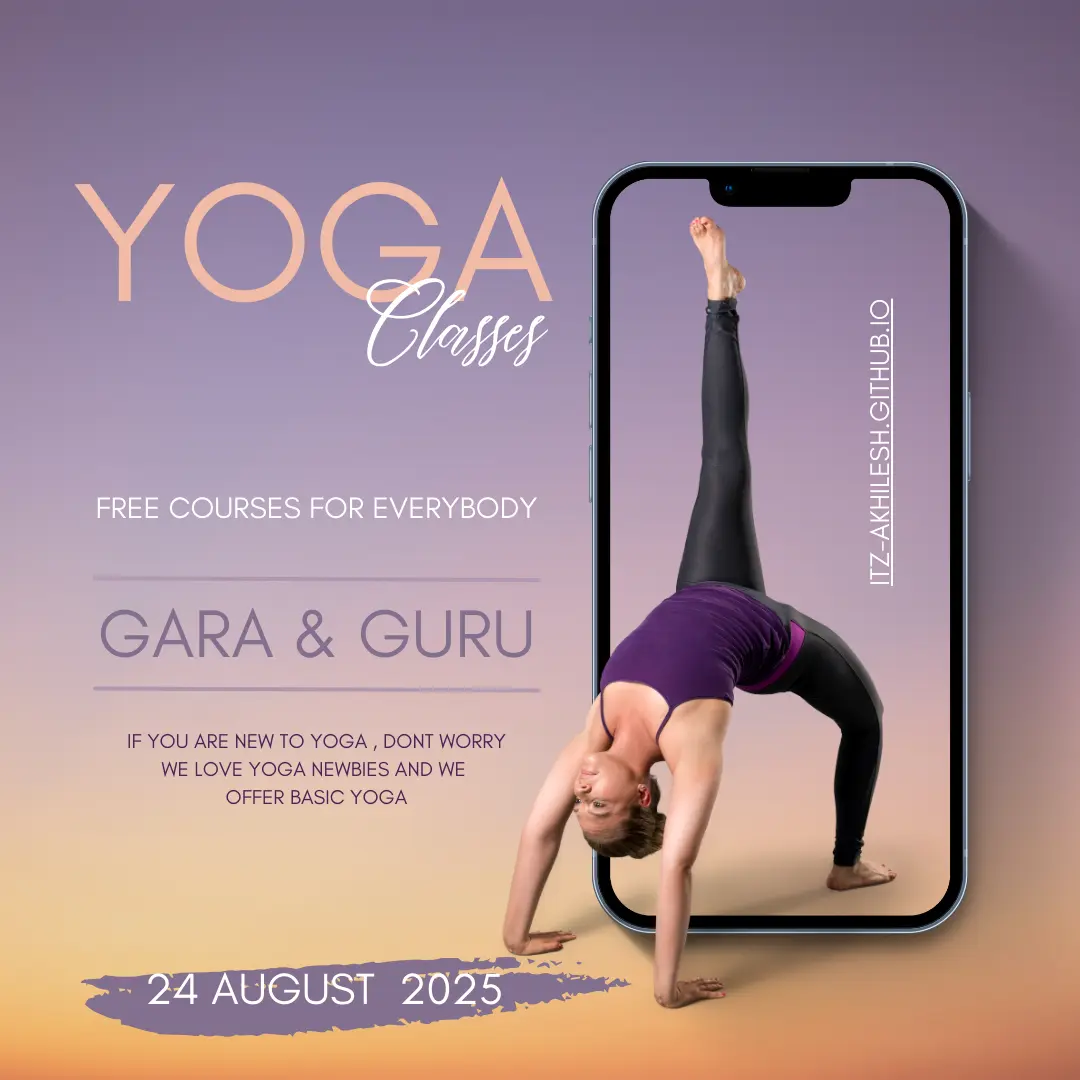 YOGA
Classes
FREE COURSES FOR EVERYBODY
GARA & GURU
IF YOU ARE NEW TO YOGA , DONT WORRY
WE LOVE YOGA NEWBIES AND WE
OFFER BASIC YOGA
24 AUGUST 2025
ITZ-AKHILESH.GITHUB.IO